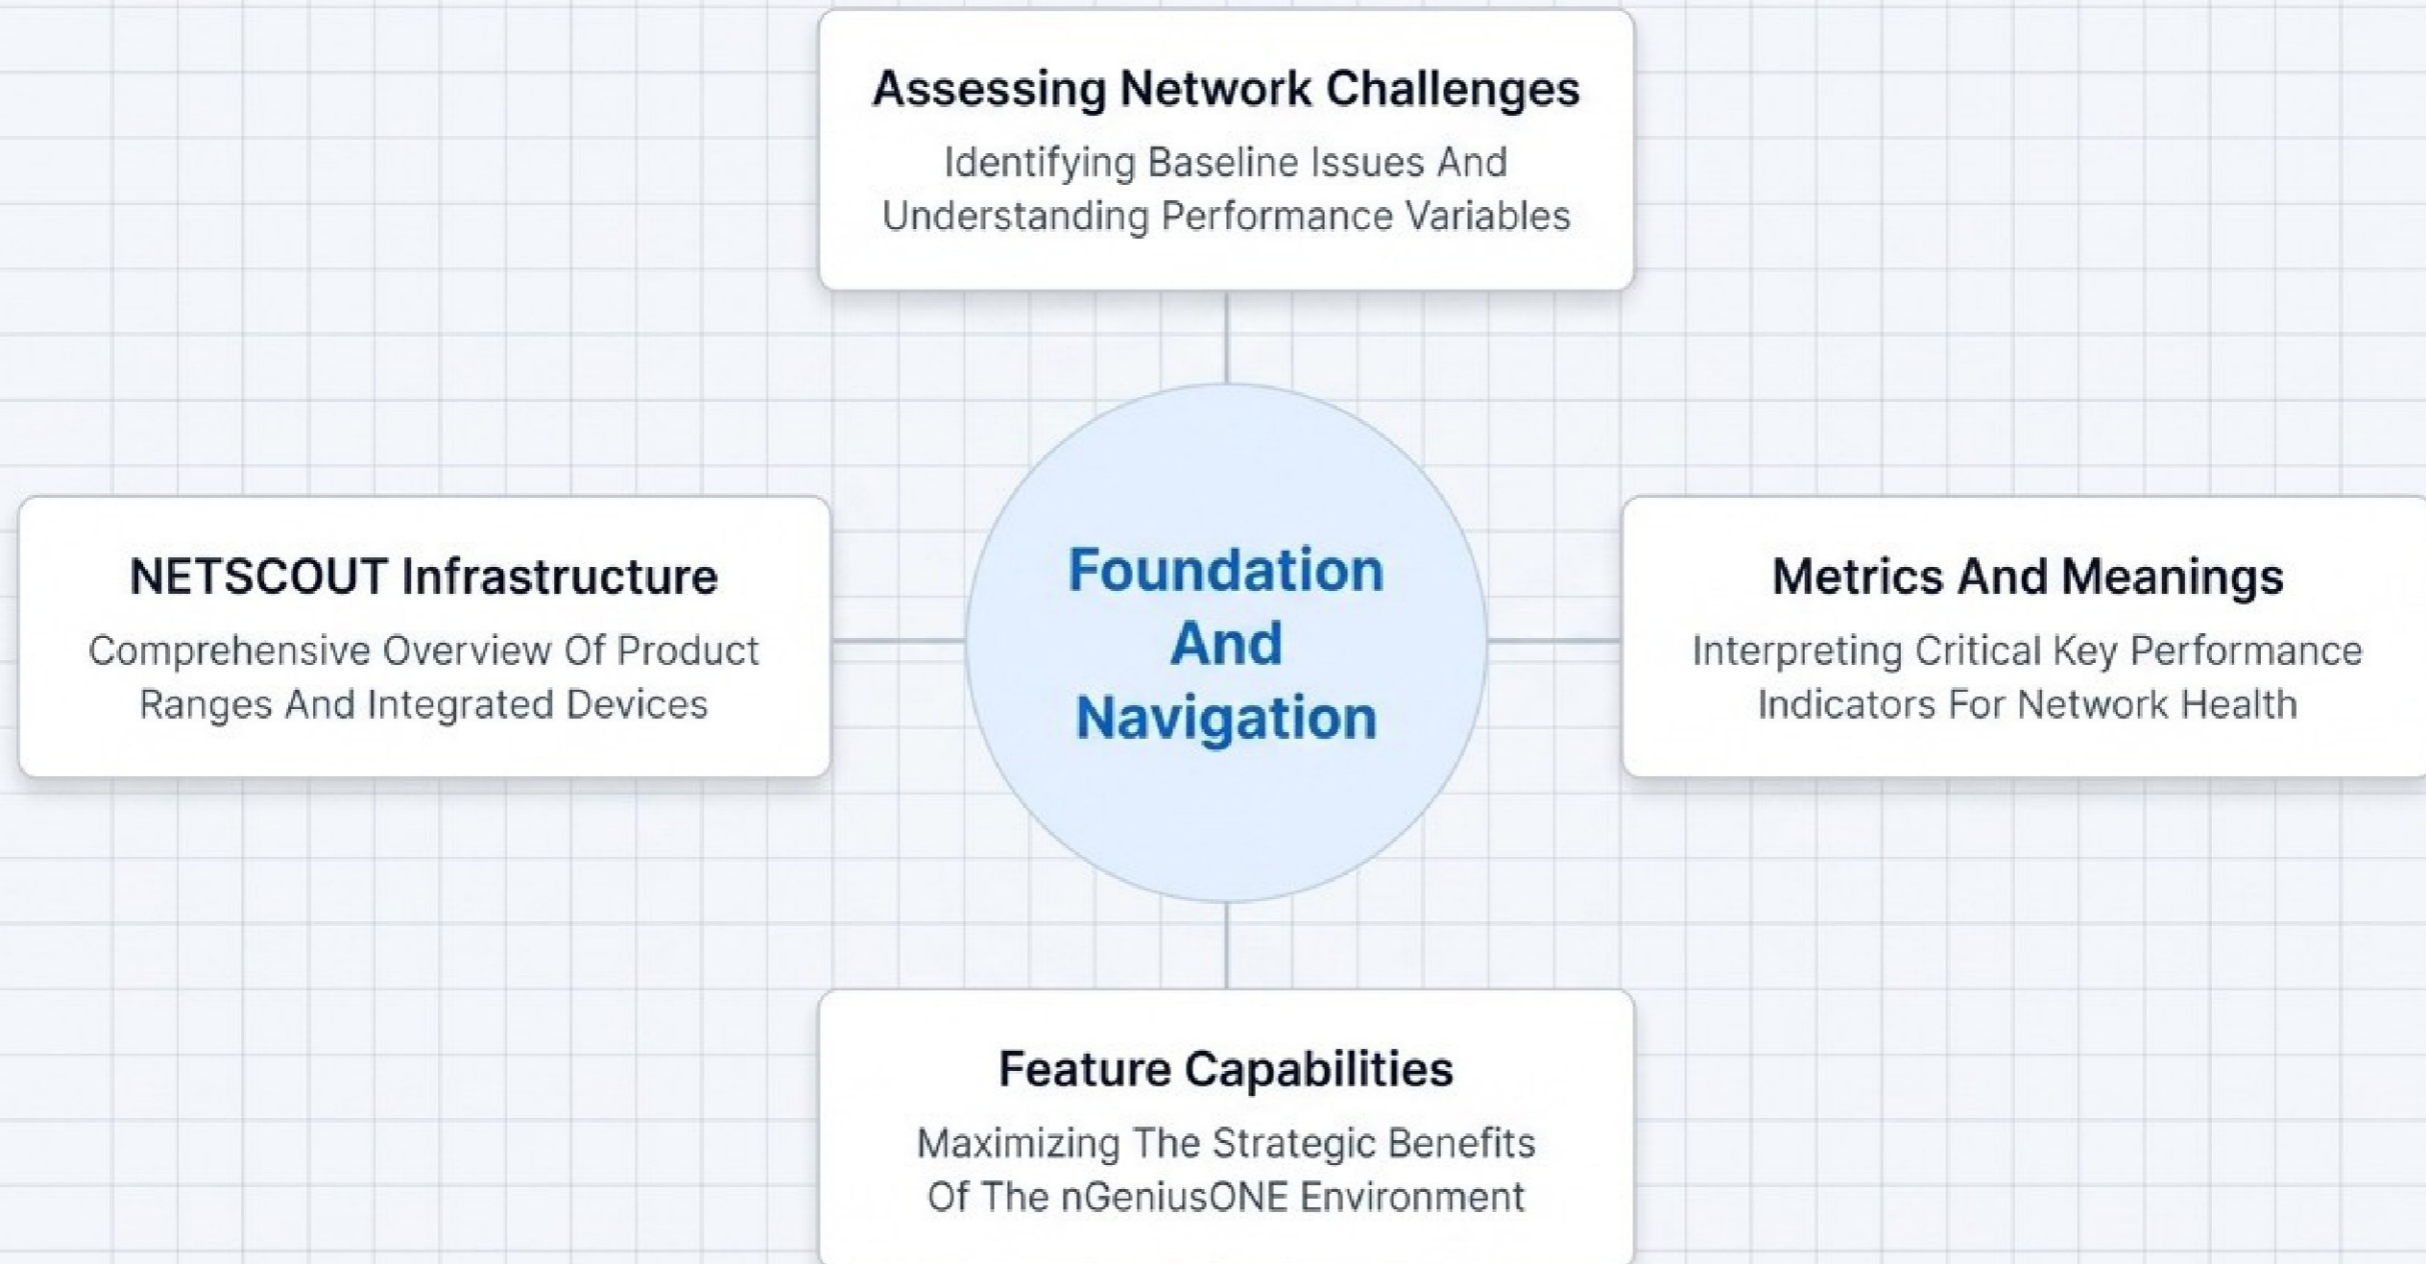 Assessing Network Challenges
Identifying Baseline Issues And
Understanding Performance Variables
NETSCOUT Infrastructure
Comprehensive Overview Of Product
Ranges And Integrated Devices
Foundation
And
Navigation
Metrics And Meanings
Interpreting Critical Key Performance
Indicators For Network Health
Feature Capabilities
Maximizing The Strategic Benefits
Of The nGeniusONE Environment